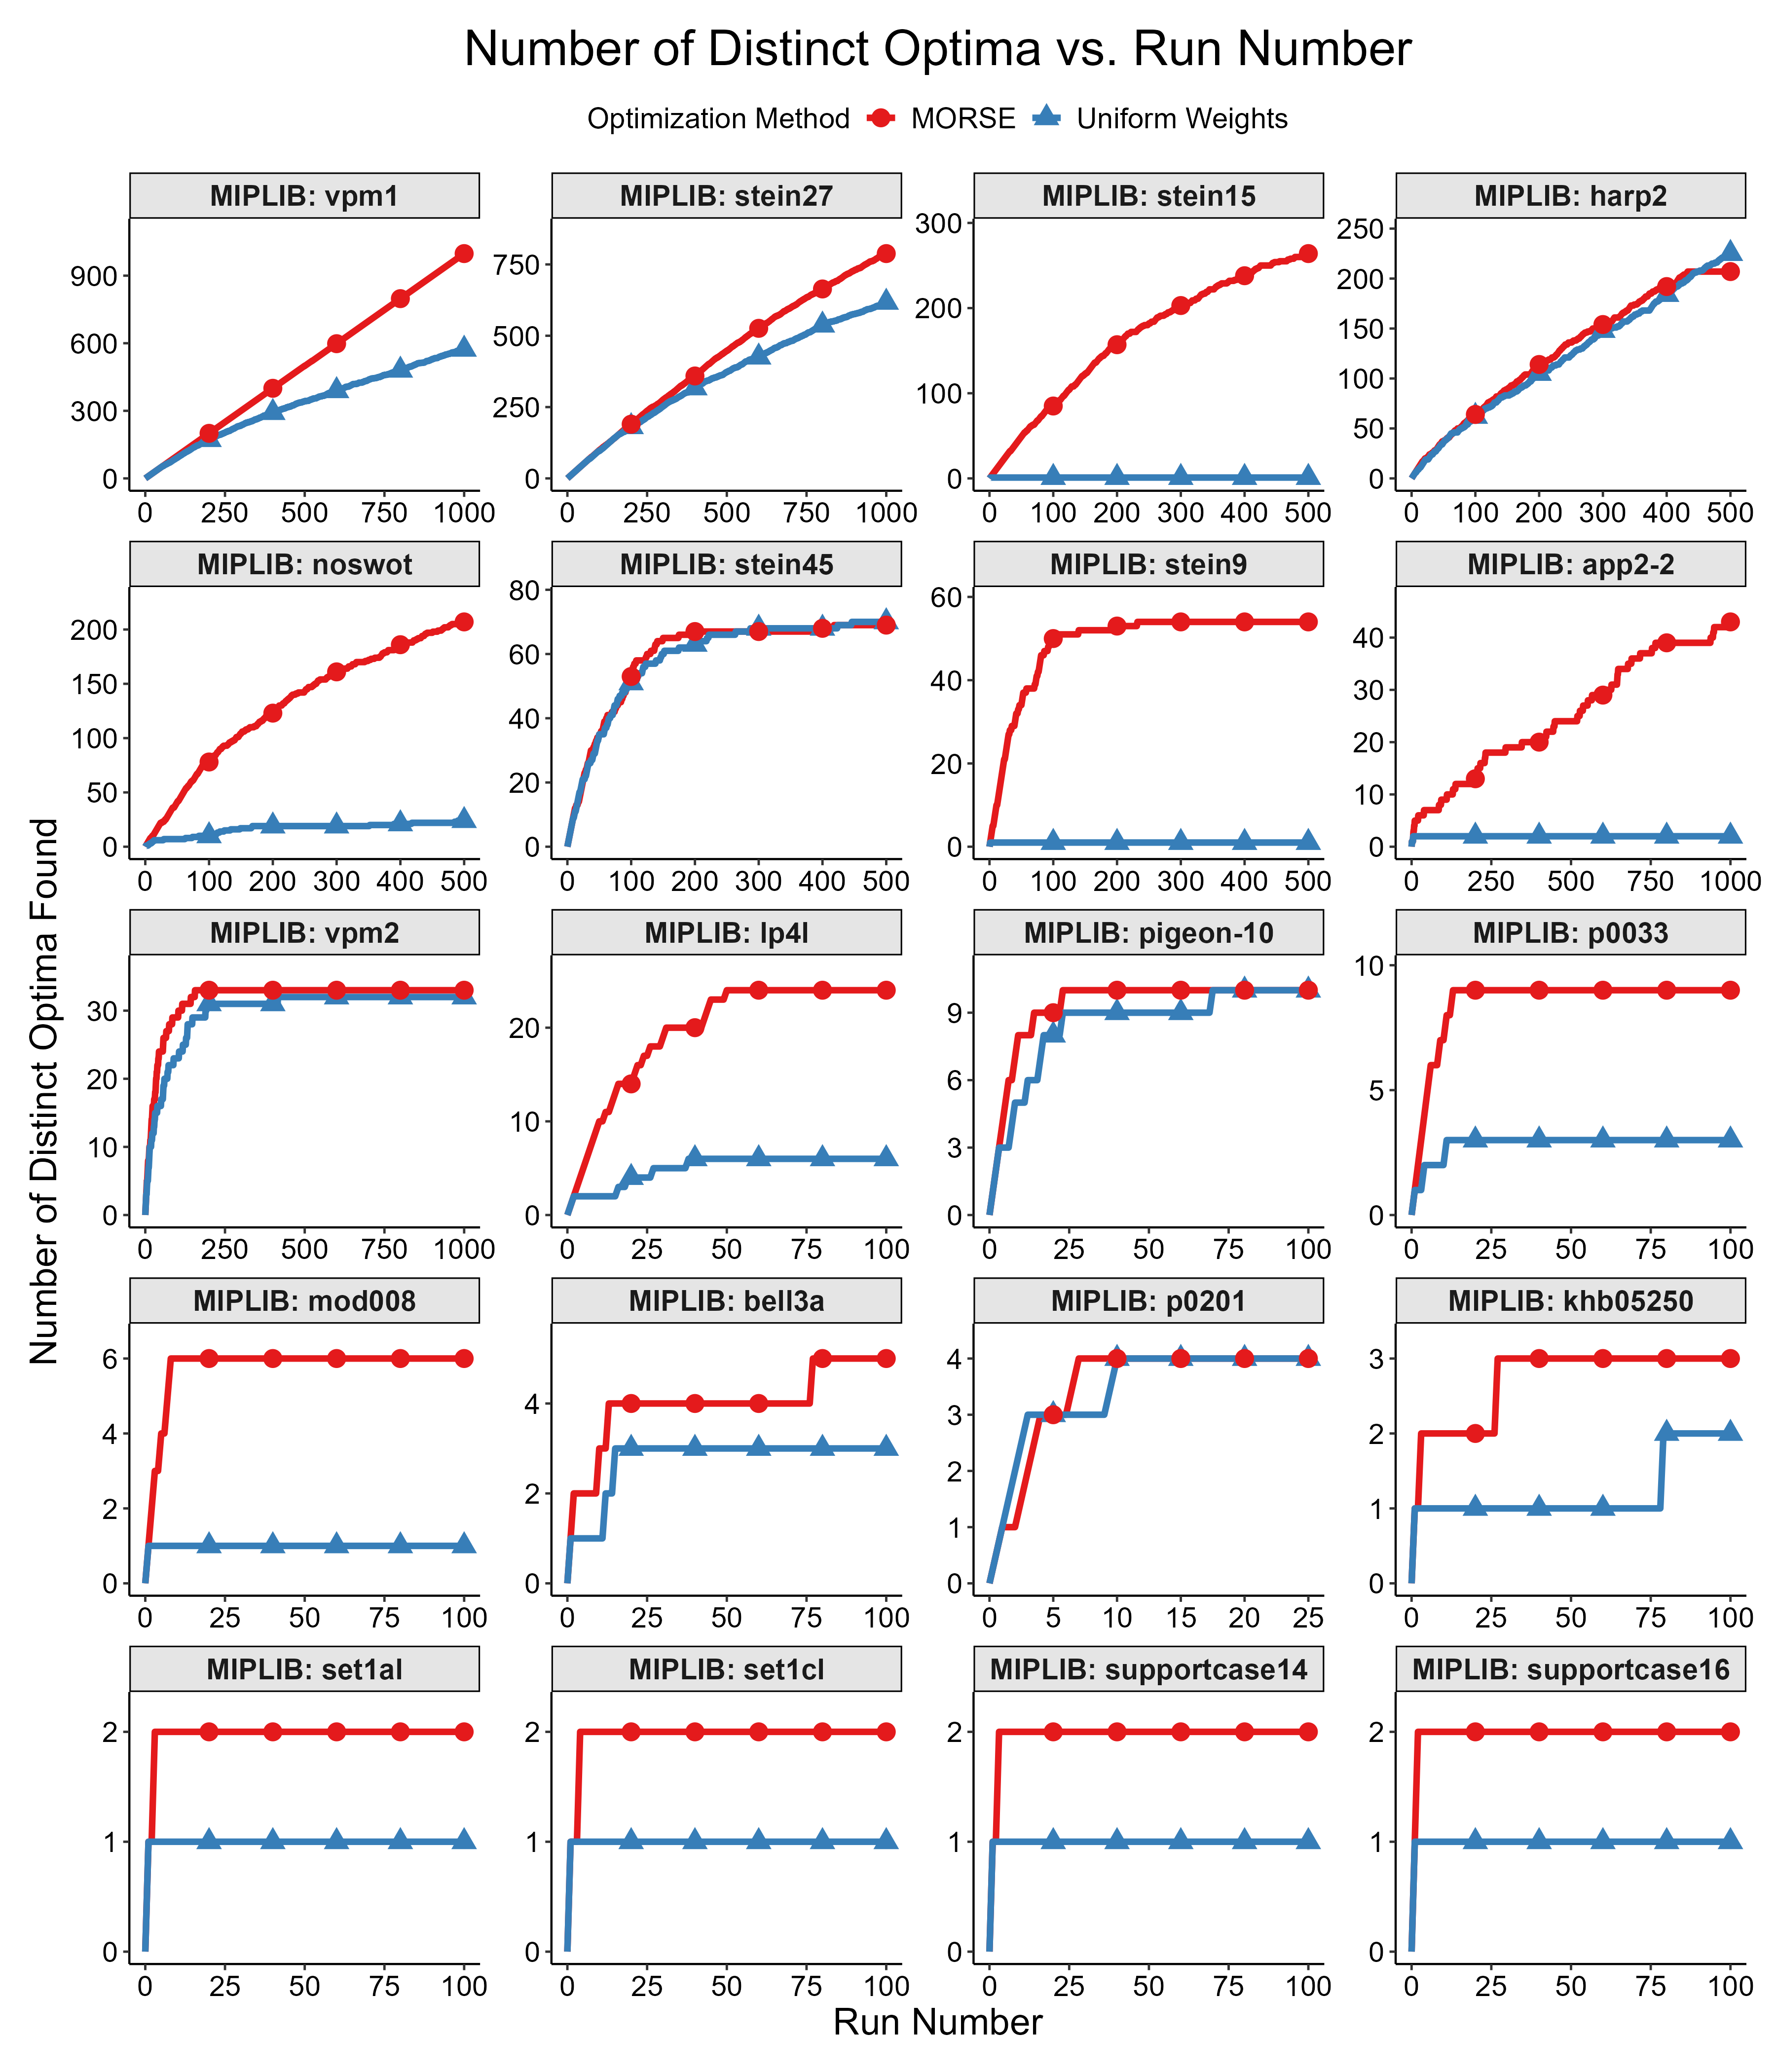 Number of Distinct Optima vs. Run Number
Optimization Method MORSE Uniform Weights
Number of Distinct Optima Found
MIPLIB: vpm1
900
600
300
0
0 250 500 750 1000
MIPLIB: stein27
750
500
250
0
0 250 500 750 1000
MIPLIB: stein15
300
200
100
0
0 100 200 300 400 500
MIPLIB: harp2
250
200
150
100
50
0
0 100 200 300 400 500
MIPLIB: noswot
200
150
100
50
0
0 100 200 300 400 500
MIPLIB: stein45
80
60
40
20
0
0 100 200 300 400 500
MIPLIB: stein9
60
40
20
0
0 100 200 300 400 500
MIPLIB: app2-2
40
30
20
10
0
0 250 500 750 1000
MIPLIB: vpm2
30
20
10
0
0 250 500 750 1000
MIPLIB: lp4l
20
10
0
0 25 50 75 100
MIPLIB: pigeon-10
9
6
3
0
0 25 50 75 100
MIPLIB: p0033
10
5
0
0 25 50 75 100
MIPLIB: mod008
6
4
2
0
0 25 50 75 100
MIPLIB: bell3a
4
2
0
0 25 50 75 100
MIPLIB: p0201
4
3
2
1
0
0 5 10 15 20 25
MIPLIB: khb05250
3
2
1
0
0 25 50 75 100
MIPLIB: set1al
2
1
0
0 25 50 75 100
MIPLIB: set1cl
2
1
0
0 25 50 75 100
MIPLIB: supportcase14
2
1
0
0 25 50 75 100
MIPLIB: supportcase16
2
1
0
0 25 50 75 100
Run Number